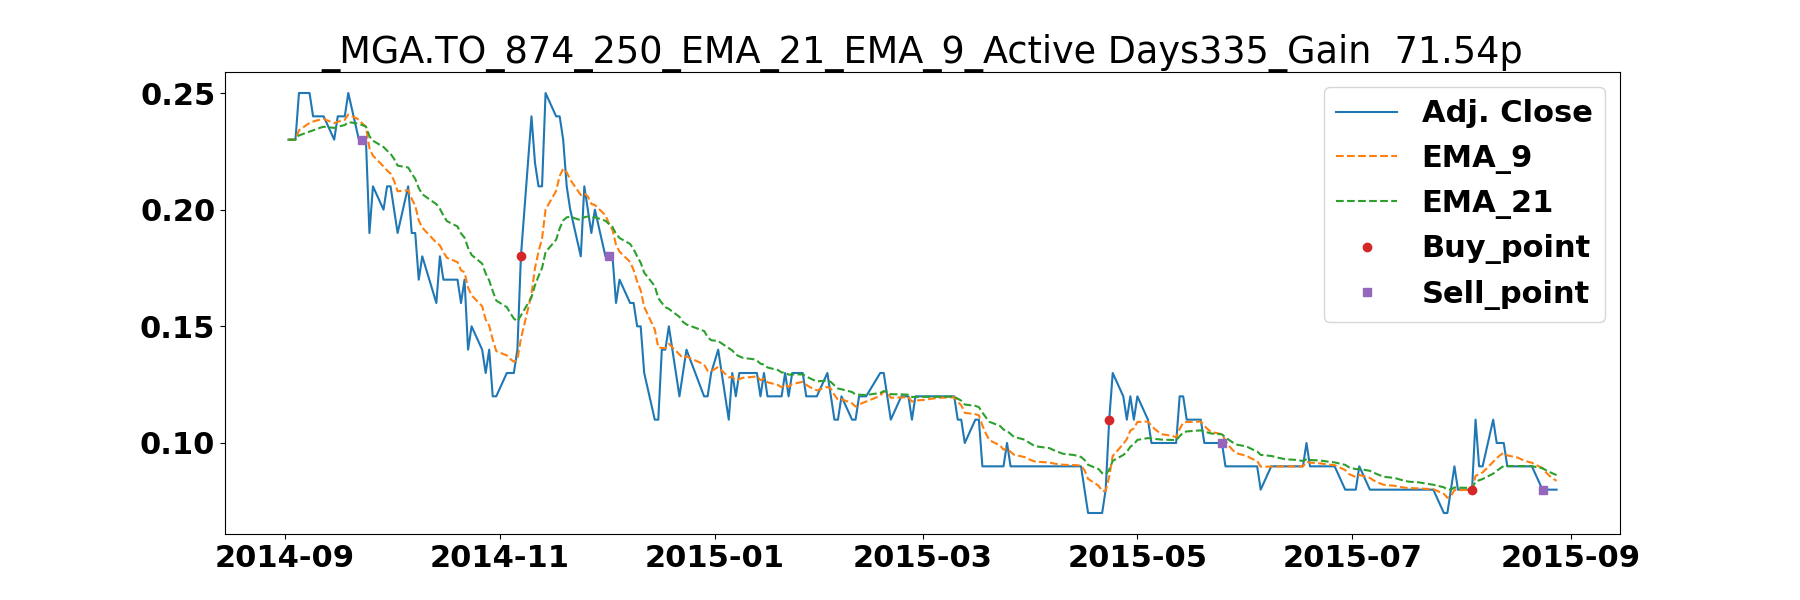 _MGA.TO_874_250_EMA_21_EMA_9_Active Days335_Gain  71.54p
0.25
0.20
0.15
0.10
Adj. Close
EMA_9
EMA_21
Buy_point
Sell_point
2014-09 2014-11 2015-01 2015-03 2015-05 2015-07 2015-09